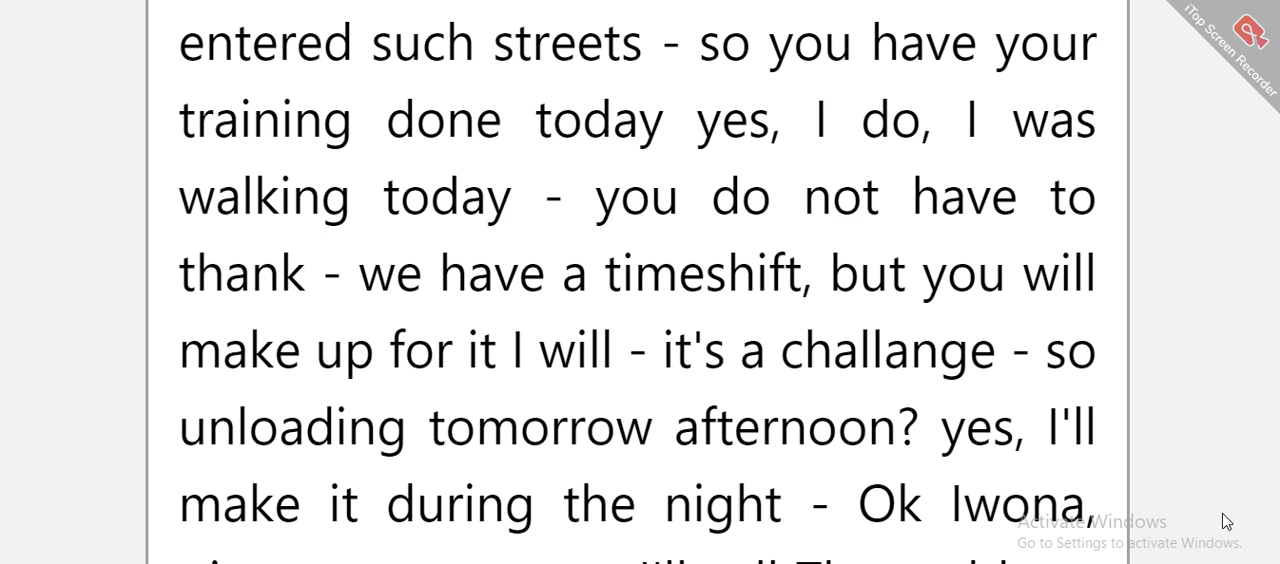 entered such streets - so you have your
training done today yes, I do, I was
walking today - you do not have to
thank - we have a timeshift, but you will
make up for it I will - it's a challange - so
unloading tomorrow afternoon? yes, I'll
make it during the night - Ok Iwona,
iTop Screen Recorder
Activate Windows
Go to Settings to activate Windows.